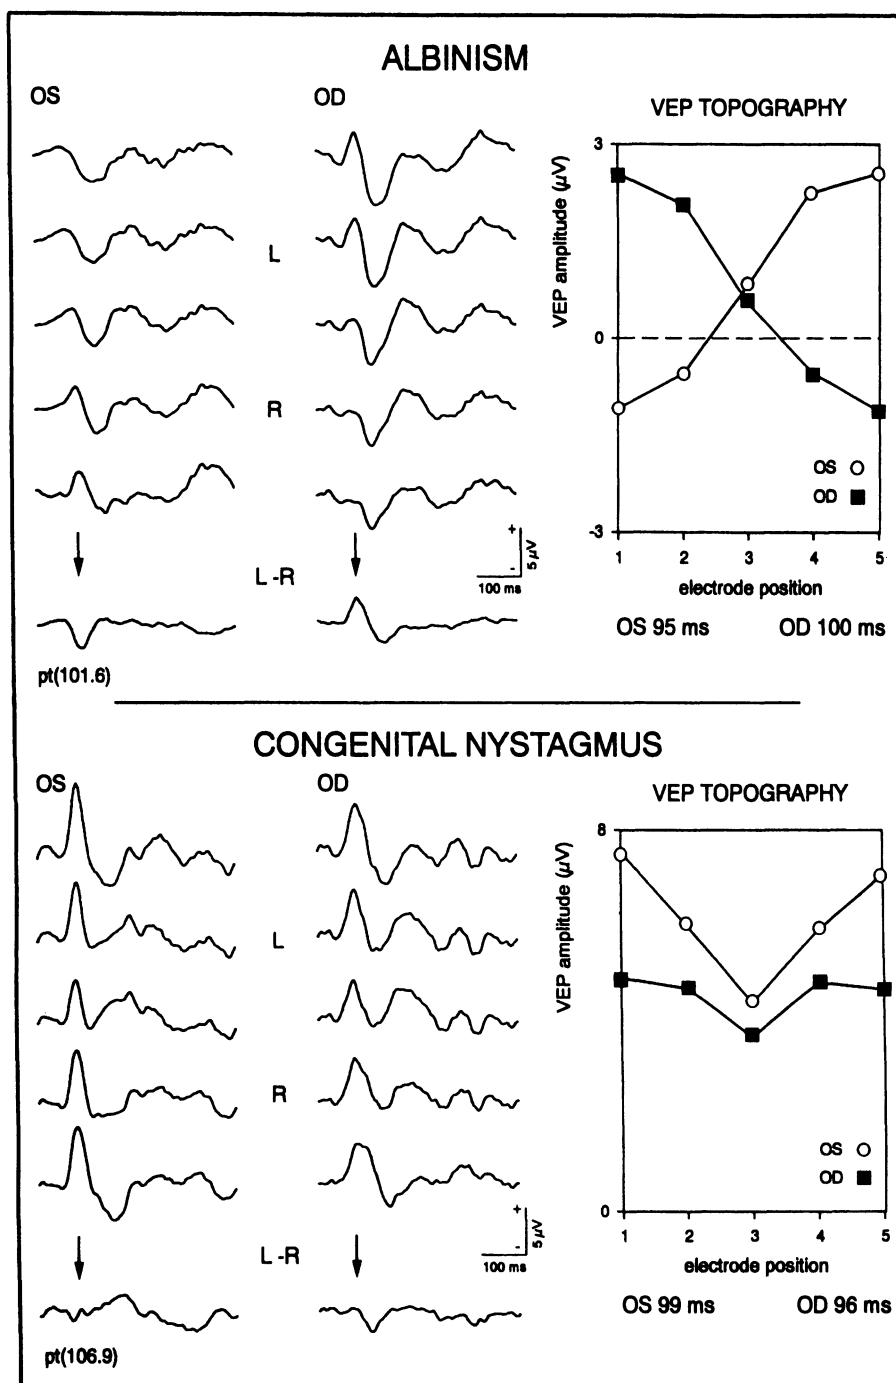 ALBINISM
OS
OD
L
R
L -R
+
-
5 µV
100 ms
pt(101.6)
VEP TOPOGRAPHY
VEP amplitude (µV)
3
0
-3
OS
OD
1 2 3 4 5
electrode position
OS 95 ms OD 100 ms
CONGENITAL NYSTAGMUS
OS
OD
L
R
L -R
+
-
5 µV
100 ms
pt(106.9)
VEP TOPOGRAPHY
VEP amplitude (µV)
8
0
OS
OD
1 2 3 4 5
electrode position
OS 99 ms OD 96 ms